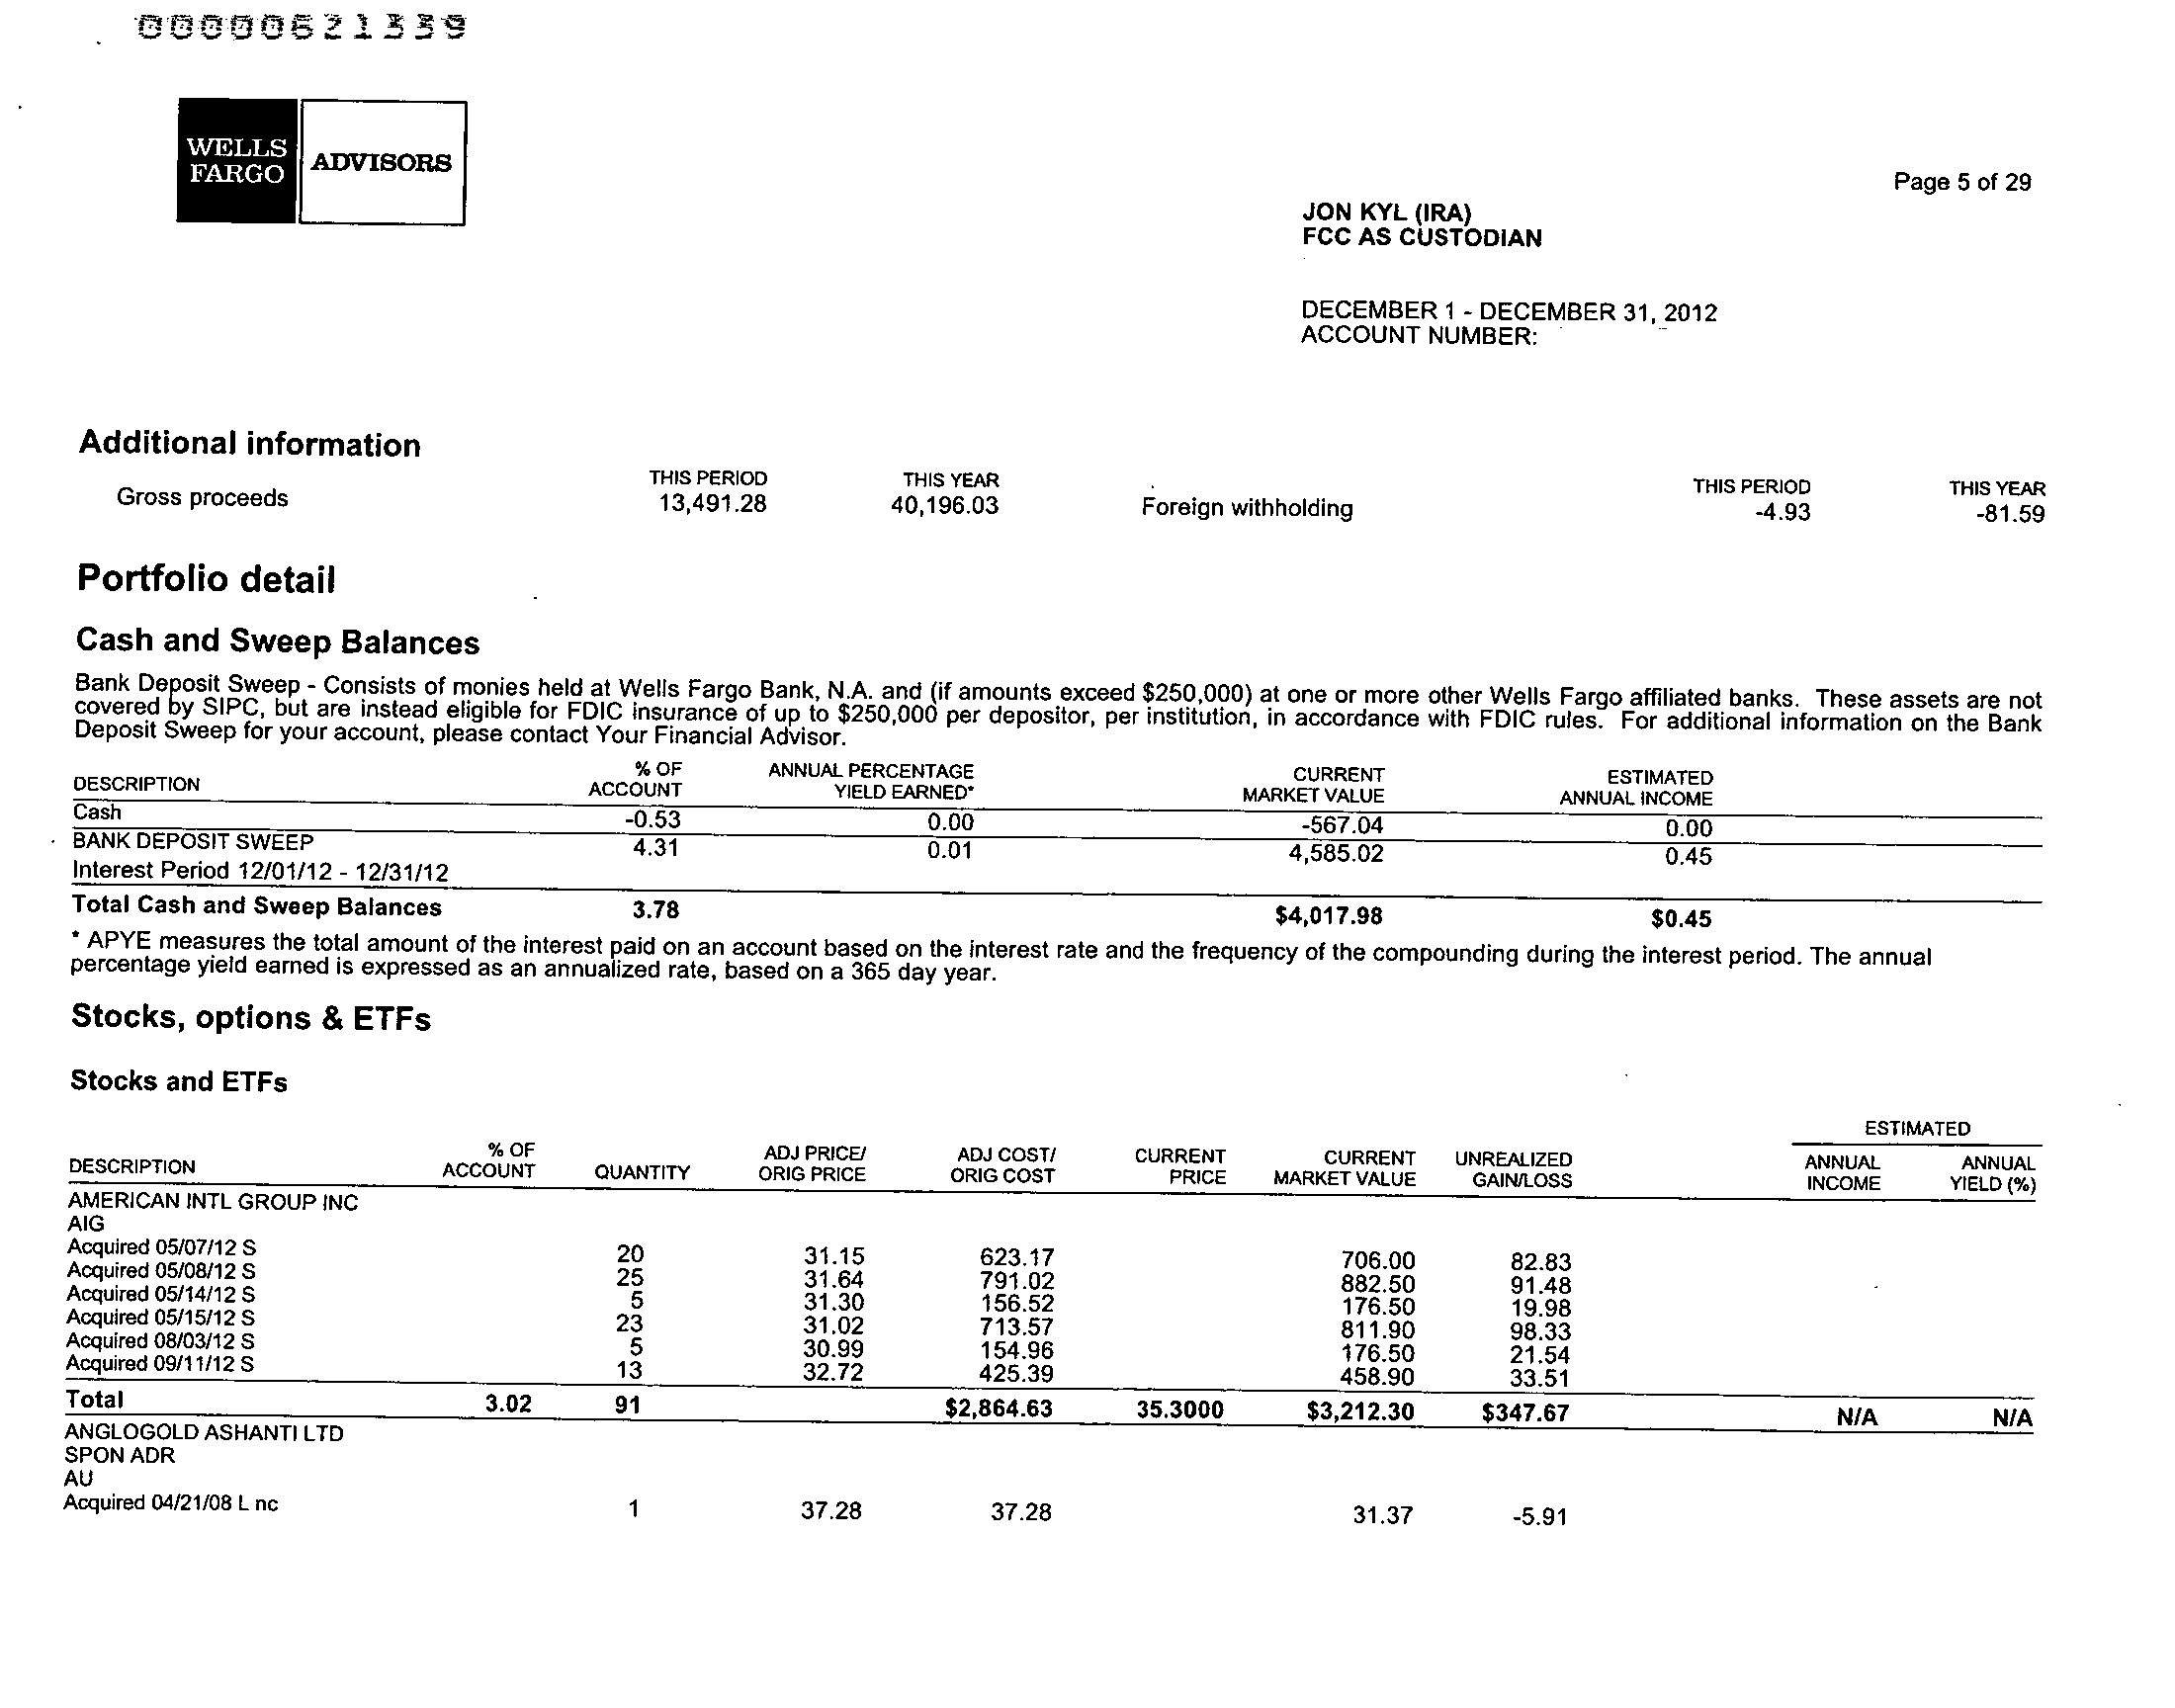 00000621339
WELLS FARGO ADVISORS
Page 5 of 29
JON KYL (IRA)
FCC AS CUSTODIAN
DECEMBER 1 - DECEMBER 31, 2012
ACCOUNT NUMBER:
Additional information
THIS PERIOD THIS YEAR THIS PERIOD THIS YEAR
Gross proceeds 13,491.28 40,196.03 Foreign withholding -4.93 -81.59
Portfolio detail
Cash and Sweep Balances
Bank Deposit Sweep - Consists of monies held at Wells Fargo Bank, N.A. and (if amounts exceed $250,000) at one or more other Wells Fargo affiliated banks. These assets are not
covered by SIPC, but are instead eligible for FDIC insurance of up to $250,000 per depositor, per institution, in accordance with FDIC rules. For additional information on the Bank
Deposit Sweep for your account, please contact Your Financial Advisor.
% OF ANNUAL PERCENTAGE CURRENT ESTIMATED
DESCRIPTION ACCOUNT YIELD EARNED* MARKET VALUE ANNUAL INCOME
Cash -0.53 0.00 -567.04 0.00
BANK DEPOSIT SWEEP 4.31 0.01 4,585.02 0.45
Interest Period 12/01/12 - 12/31/12
Total Cash and Sweep Balances 3.78 $4,017.98 $0.45
* APYE measures the total amount of the interest paid on an account based on the interest rate and the frequency of the compounding during the interest period. The annual
percentage yield earned is expressed as an annualized rate, based on a 365 day year.
Stocks, options & ETFs
Stocks and ETFs
ESTIMATED
% OF ADJ PRICE/ ADJ COST/ CURRENT CURRENT UNREALIZED ANNUAL ANNUAL
DESCRIPTION ACCOUNT QUANTITY ORIG PRICE ORIG COST PRICE MARKET VALUE GAIN/LOSS INCOME YIELD (%)
AMERICAN INTL GROUP INC
AIG
Acquired 05/07/12 S 20 31.15 623.17 706.00 82.83
Acquired 05/08/12 S 25 31.64 791.02 882.50 91.48
Acquired 05/14/12 S 5 31.30 156.52 176.50 19.98
Acquired 05/15/12 S 23 31.02 713.57 811.90 98.33
Acquired 08/03/12 S 5 30.99 154.96 176.50 21.54
Acquired 09/11/12 S 13 32.72 425.39 458.90 33.51
Total 3.02 91 $2,864.63 35.3000 $3,212.30 $347.67 N/A N/A
ANGLOGOLD ASHANTI LTD
SPON ADR
AU
Acquired 04/21/08 L nc 1 37.28 37.28 31.37 -5.91